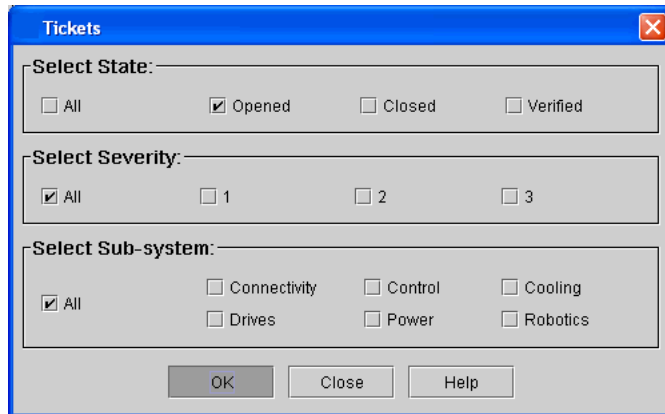 Tickets
Select State:
All Opened Closed Verified
Select Severity:
All 1 2 3
Select Sub-system:
All
Connectivity Control Cooling
Drives Power Robotics
OK Close Help